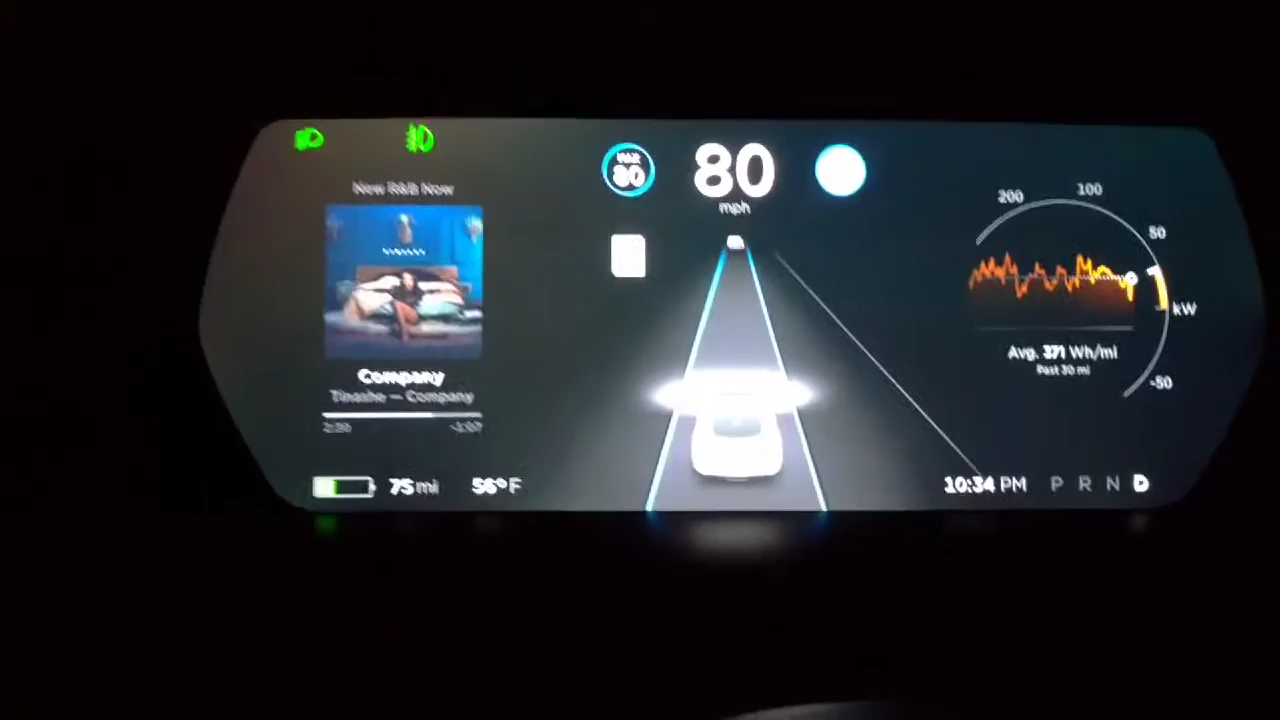 New R&B Now
Company
Tinashe — Company
75 mi
56°F
MAX
80
80
mph
200
100
50
kW
-50
Avg. 371 Wh/mi
Past 30 mi
10:34 PM
P R N D